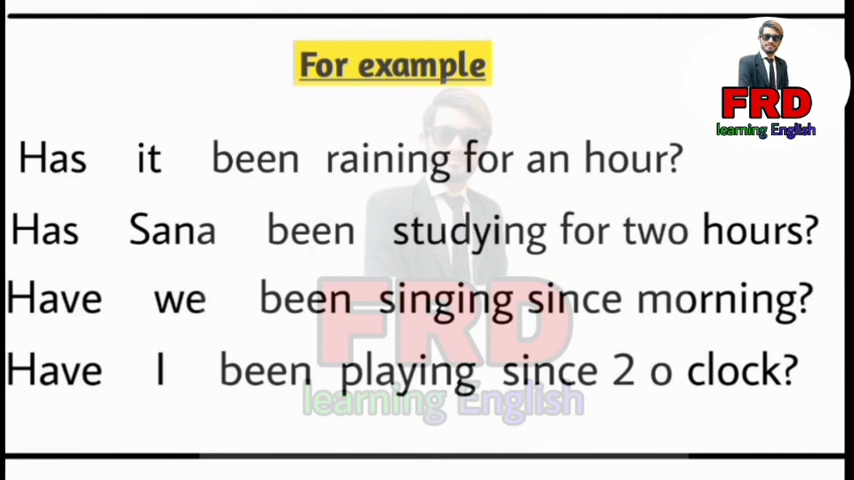 For example
FRD
learning English
Has it been raining for an hour?
Has Sana been studying for two hours?
Have we been singing since morning?
Have I been playing since 2 o clock?
FRD
learning English